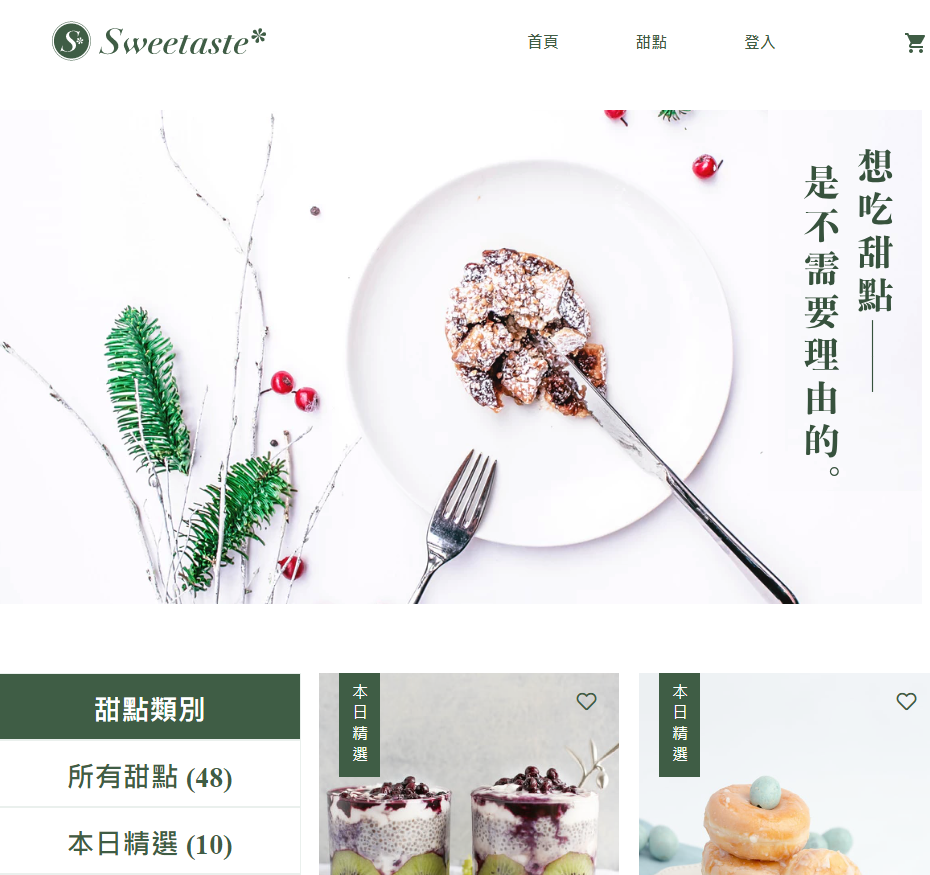 S* Sweetaste*
首頁
甜點
登入
想吃甜點——
是不需要理由的。
甜點類別
所有甜點 (48)
本日精選 (10)
本日精選
本日精選